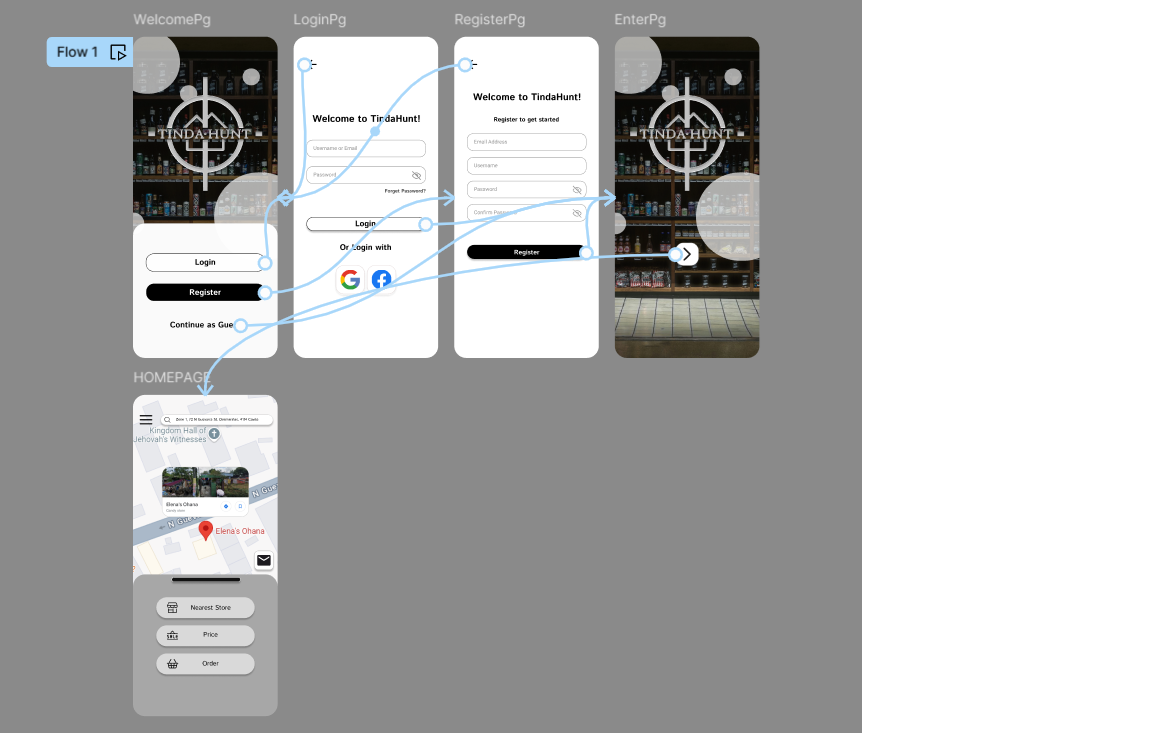 WelcomePg
LoginPg
RegisterPg
EnterPg
Flow 1
TINDA·HUNT
Login
Register
Continue as Gue
Welcome to TindaHunt!
Username or Email
Password
Forget Password?
Login
Or Login with
Welcome to TindaHunt!
Register to get started
Email Address
Username
Password
Confirm Password
Register
TINDA·HUNT
HOMEPAGE
Kingdom Hall of
Jehovah's Witnesses
Elena's Ohana
N Gue
N Gue
Elena's Ohana
Nearest Store
SALE
Price
Order